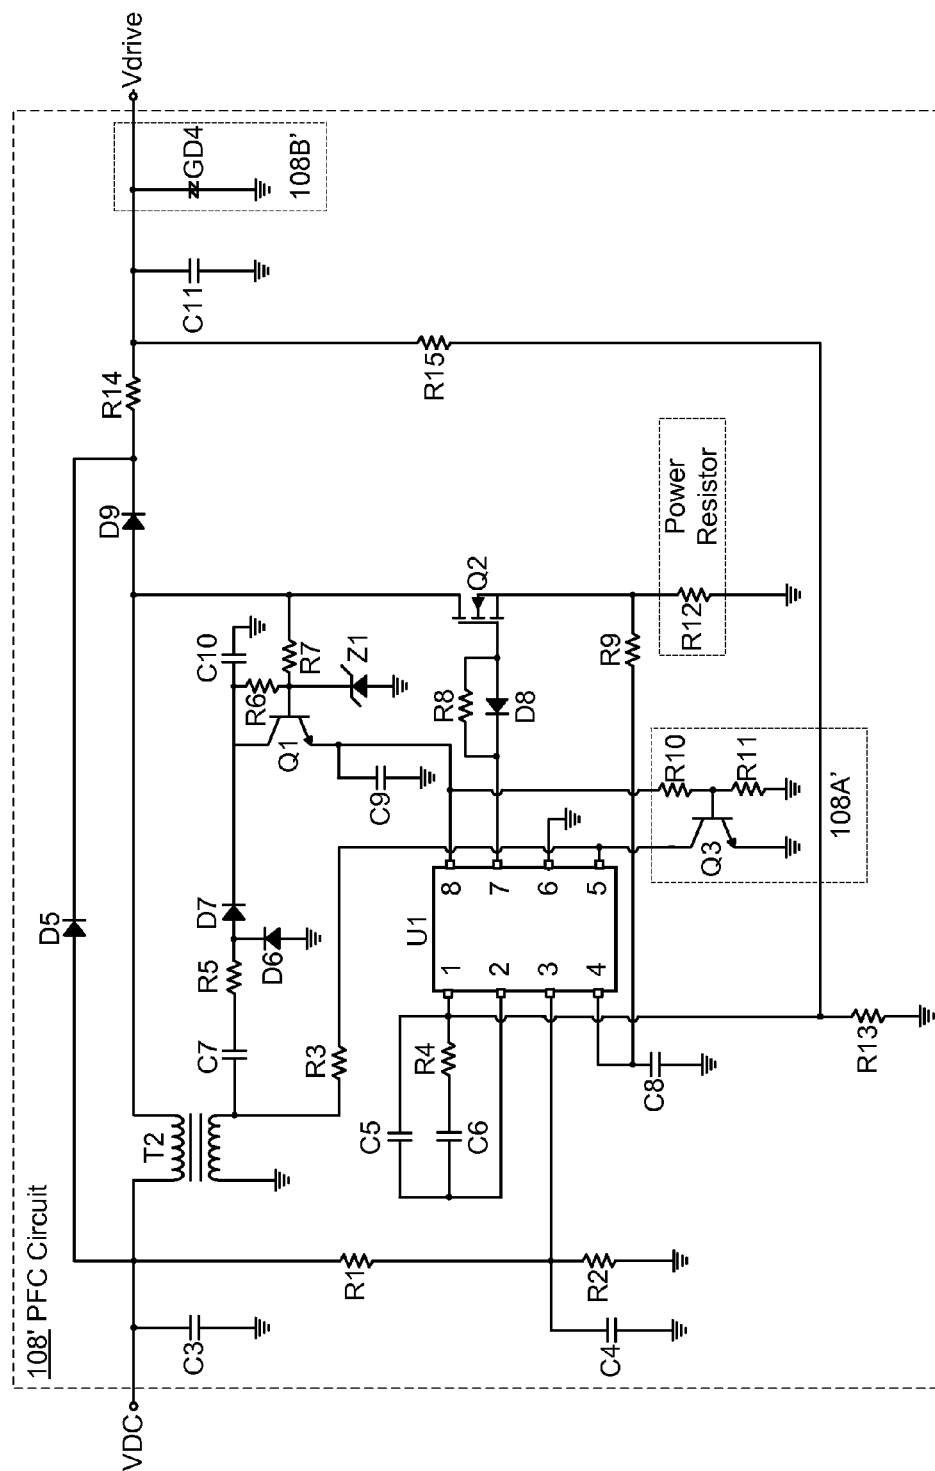 108' PFC Circuit
VDC
Vdrive
D5
T2
D9
R14
C3
C7
R5
D7
D6
C10
R6
R7
Q1
Z1
C9
C11
GD4
108B'
R1
R3
R15
C5
R4
C6
U1
1
2
3
4
8
7
6
5
R8
D8
Q2
R9
R2
C4
C8
R13
R10
R11
Q3
108A'
R12
Power
Resistor